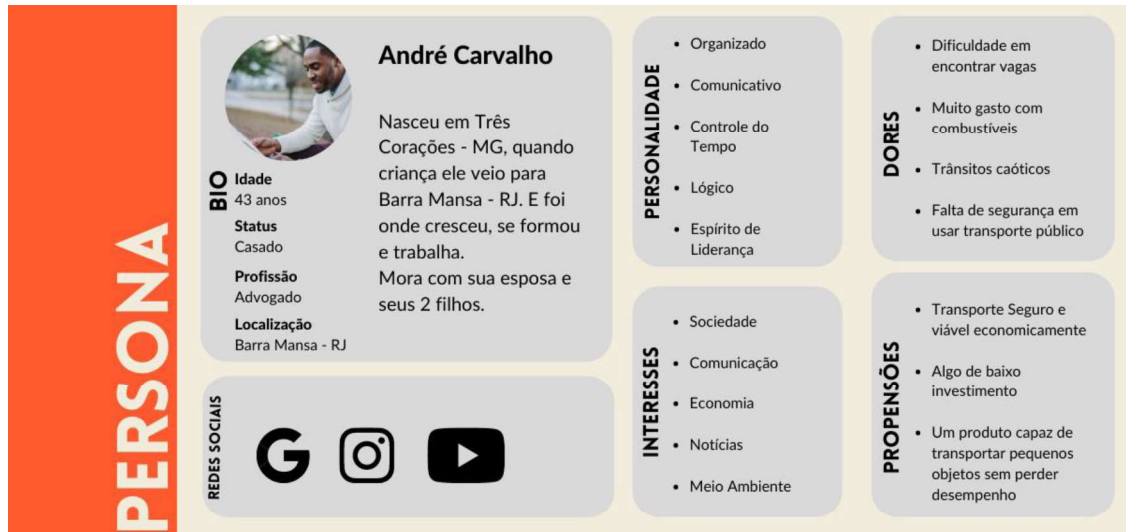 PERSONA
BIO
André Carvalho
Nasceu em Três
Corações - MG, quando
criança ele veio para
Barra Mansa - RJ. E foi
onde cresceu, se formou
e trabalha.
Mora com sua esposa e
seus 2 filhos.
Idade
43 anos
Status
Casado
Profissão
Advogado
Localização
Barra Mansa - RJ
REDES SOCIAIS
PERSONALIDADE
• Organizado
• Comunicativo
• Controle do
Tempo
• Lógico
• Espírito de
Liderança
INTERESSES
• Sociedade
• Comunicação
• Economia
• Notícias
• Meio Ambiente
DORES
• Dificuldade em
encontrar vagas
• Muito gasto com
combustíveis
• Trânsitos caóticos
• Falta de segurança em
usar transporte público
PROPENSÕES
• Transporte Seguro e
viável economicamente
• Algo de baixo
investimento
• Um produto capaz de
transportar pequenos
objetos sem perder
desempenho